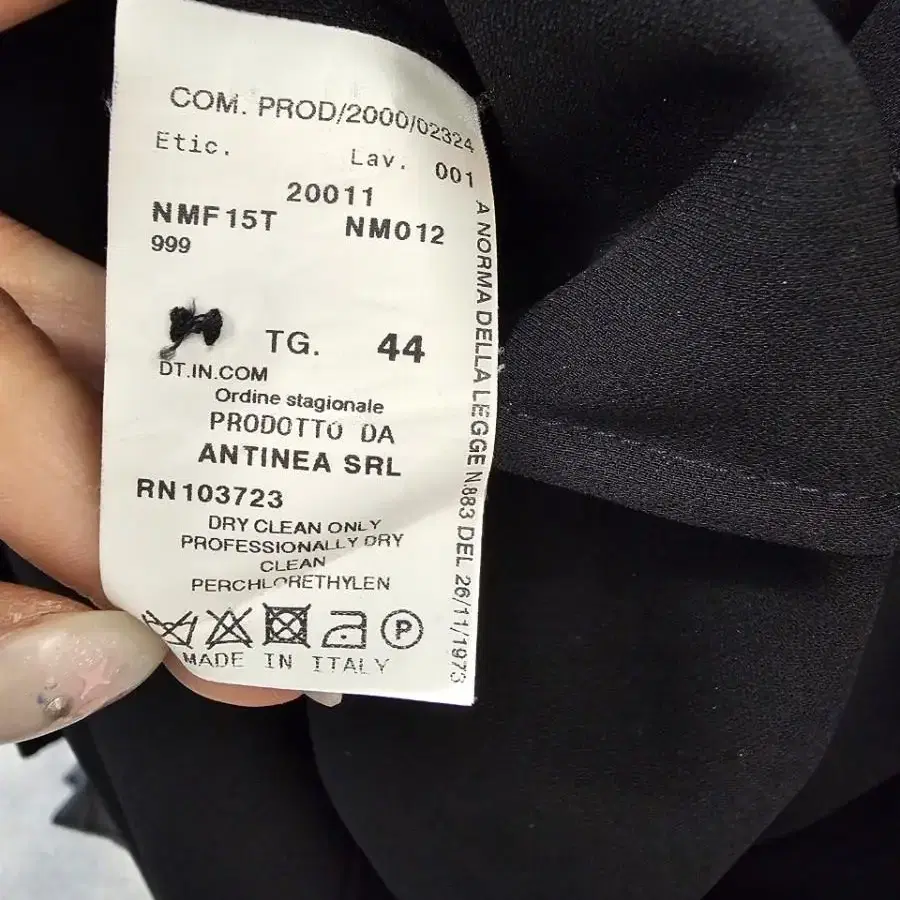 COM. PROD/2000/02324
Etic. Lav. 001
20011
NMF15T NM012
999
TG. 44
DT.IN.COM
Ordine stagionale
PRODOTTO DA
ANTINEA SRL
RN103723
DRY CLEAN ONLY
PROFESSIONALLY DRY
CLEAN
PERCHLORETHYLEN
P
MADE IN ITALY
A NORMA DELLA LEGGE N.883 DEL 26/11/1973